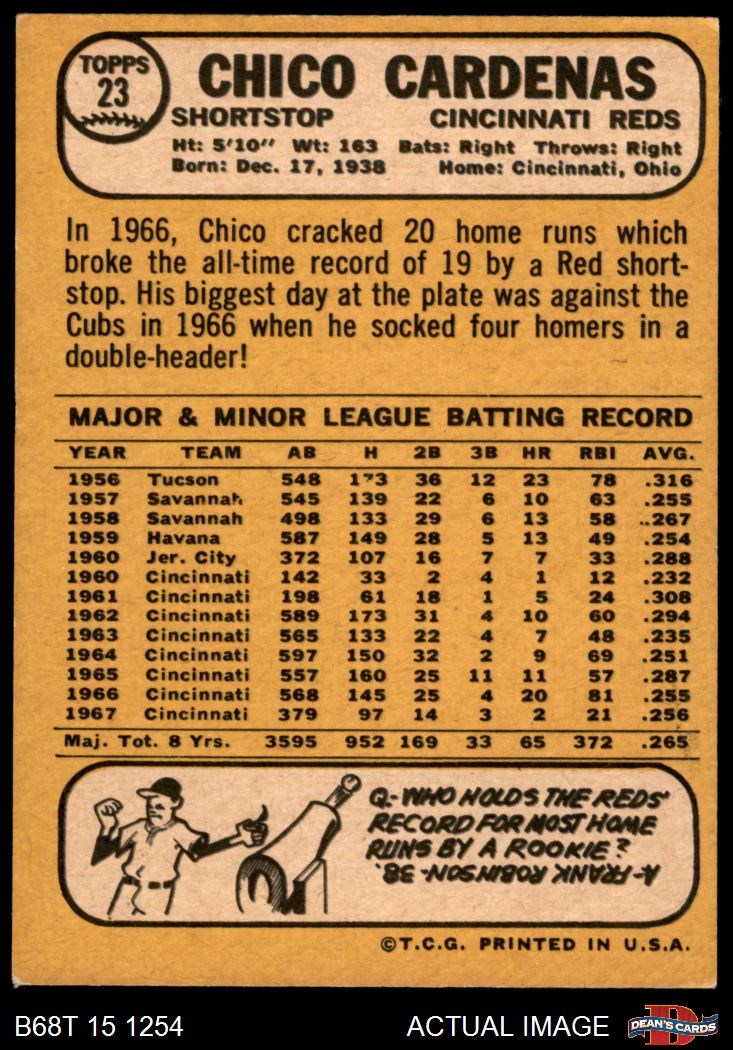 TOPPS
23
CHICO CARDENAS
SHORTSTOP CINCINNATI REDS
Ht: 5'10" Wt: 163 Bats: Right Throws: Right
Born: Dec. 17, 1938 Home: Cincinnati, Ohio
In 1966, Chico cracked 20 home runs which
broke the all-time record of 19 by a Red short-
stop. His biggest day at the plate was against the
Cubs in 1966 when he socked four homers in a
double-header!
MAJOR & MINOR LEAGUE BATTING RECORD
YEAR TEAM AB H 2B 3B HR RBI AVG.
1956 Tucson 548 173 36 12 23 78 .316
1957 Savannah 545 139 22 6 10 63 .255
1958 Savannah 498 133 29 6 13 58 .267
1959 Havana 587 149 28 5 13 49 .254
1960 Jer. City 372 107 16 7 7 33 .288
1960 Cincinnati 142 33 2 4 1 12 .232
1961 Cincinnati 198 61 18 1 5 24 .308
1962 Cincinnati 589 173 31 4 10 60 .294
1963 Cincinnati 565 133 22 4 7 48 .235
1964 Cincinnati 597 150 32 2 9 69 .251
1965 Cincinnati 557 160 25 11 11 57 .287
1966 Cincinnati 568 145 25 4 20 81 .255
1967 Cincinnati 379 97 14 3 2 21 .256
Maj. Tot. 8 Yrs. 3595 952 169 33 65 372 .265
Q- WHO HOLDS THE REDS'
RECORD FOR MOST HOME
RUNS BY A ROOKIE?
A- FRANK ROBINSON - 38.
©T.C.G. PRINTED IN U.S.A.
B68T 15 1254 ACTUAL IMAGE
D
DEAN'S CARDS